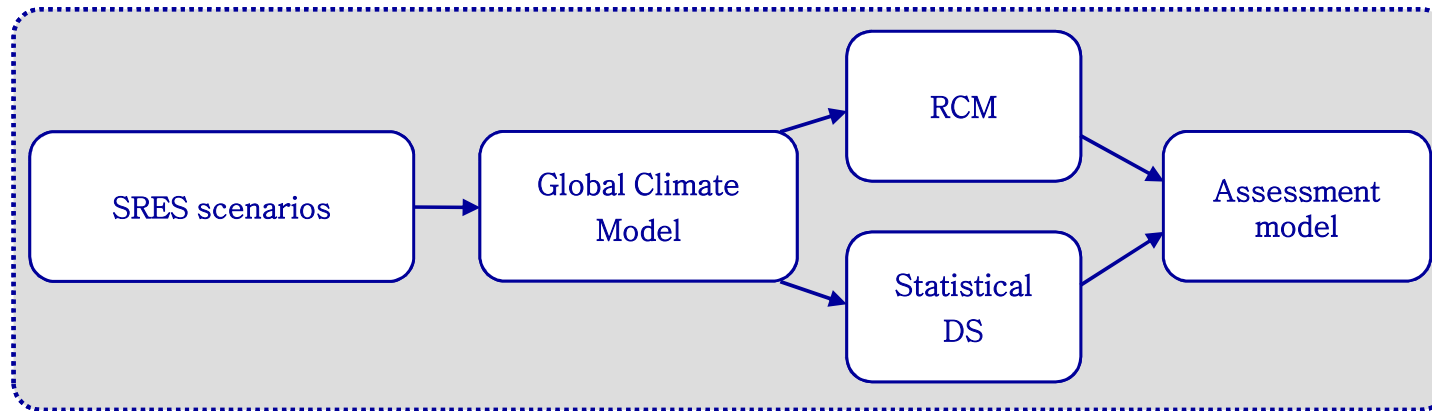 SRES scenarios
Global Climate
Model
RCM
Statistical
DS
Assessment
model